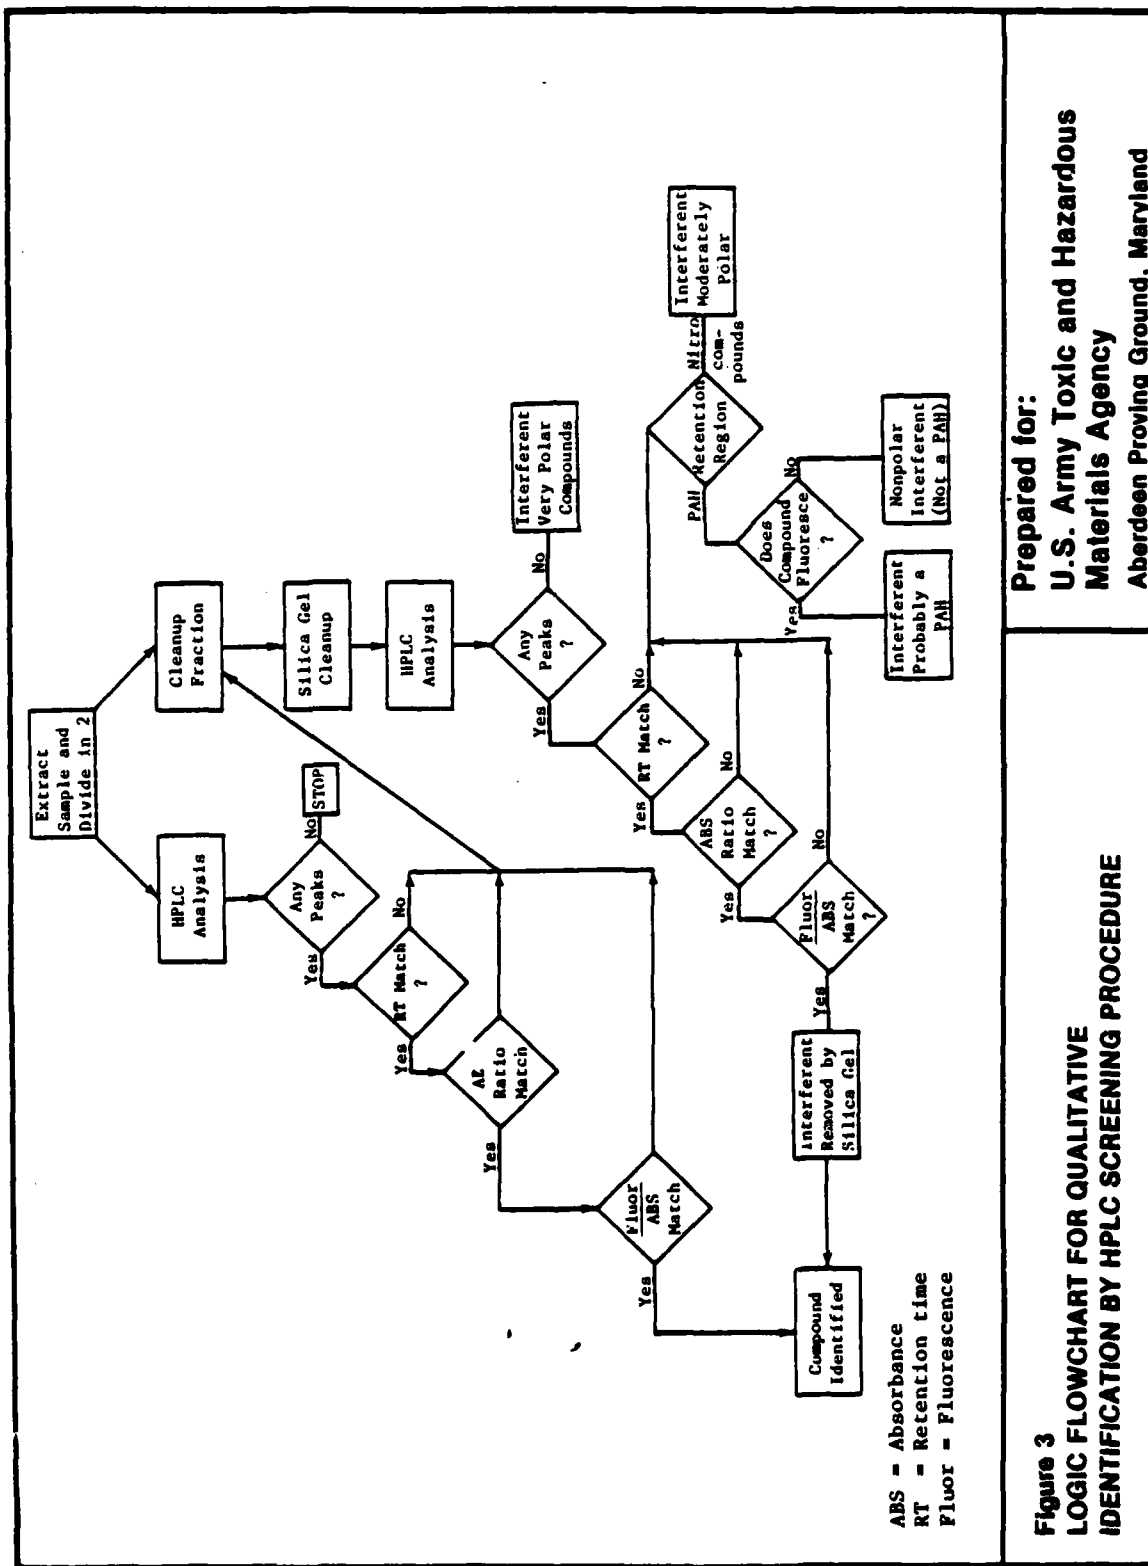 Extract
Sample and
Divide in 2
HPLC
Analysis
Cleanup
Fraction
Any
Peaks
?
No
STOP
Yes
Silica Gel
Cleanup
RT Match
?
No
Yes
HPLC
Analysis
AE
Ratio
Match
Yes
Any
Peaks
?
No
Interferent
Very Polar
Compounds
Yes
Fluor
ABS
Match
Yes
RT Match
?
No
Yes
ABS
Ratio
Match
?
No
Yes
Fluor
ABS
Match
?
No
Yes
Retention
Region
Nitro
com-
pounds
Interferent
Moderately
Polar
PAH
Does
Compound
Fluoresce
?
No
Yes
Nonpolar
Interferent
(Not a PAH)
Interferent
Probably a
PAH
Interferent
Removed by
Silica Gel
Compound
Identified
ABS = Absorbance
RT = Retention time
Fluor = Fluorescence
Figure 3
LOGIC FLOWCHART FOR QUALITATIVE
IDENTIFICATION BY HPLC SCREENING PROCEDURE
Prepared for:
U.S. Army Toxic and Hazardous
Materials Agency
Aberdeen Proving Ground, Maryland